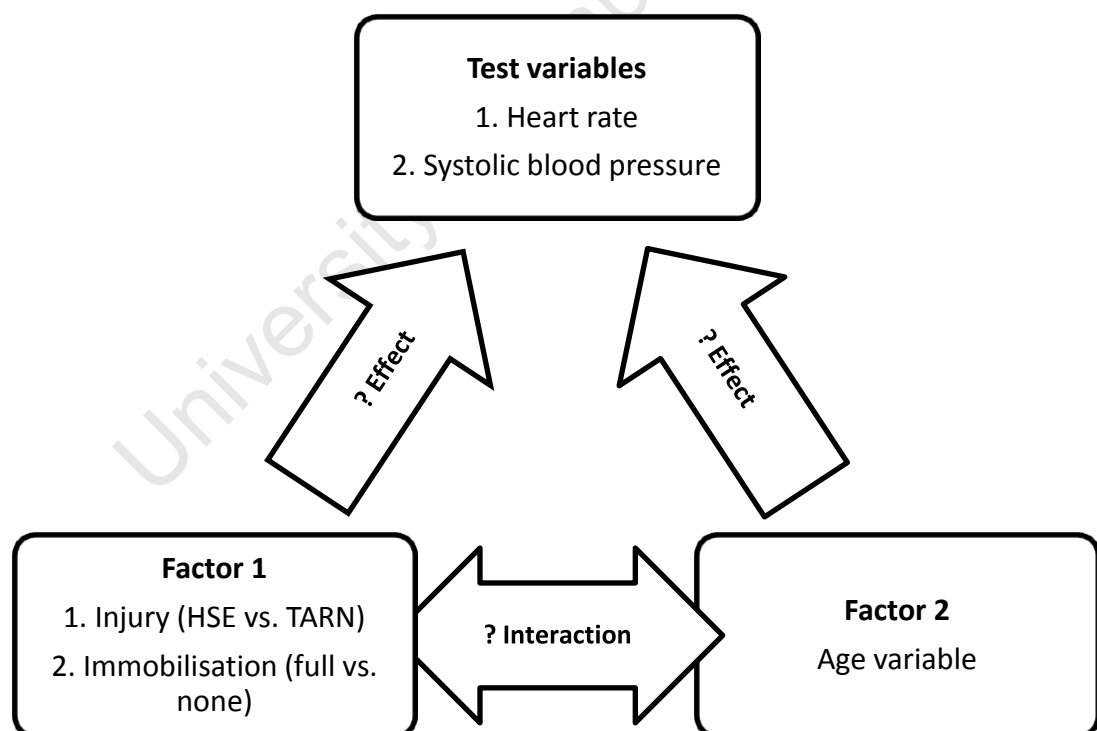 Test variables
1. Heart rate
2. Systolic blood pressure
? Effect
? Effect
Factor 1
1. Injury (HSE vs. TARN)
2. Immobilisation (full vs.
none)
? Interaction
Factor 2
Age variable
University